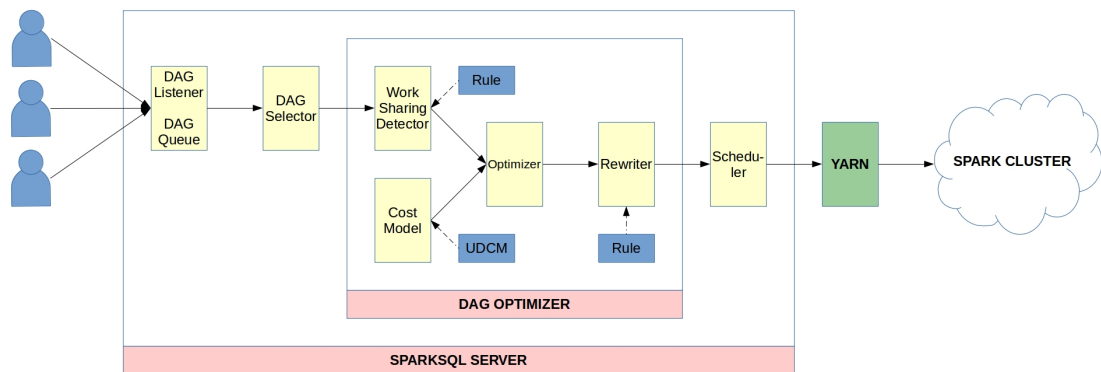 DAG
Listener
DAG
Queue
DAG
Selector
Work
Sharing
Detector
Rule
Optimizer
Cost
Model
UDCM
Rewriter
Rule
Schedu-
ler
YARN
SPARK CLUSTER
DAG OPTIMIZER
SPARKSQL SERVER